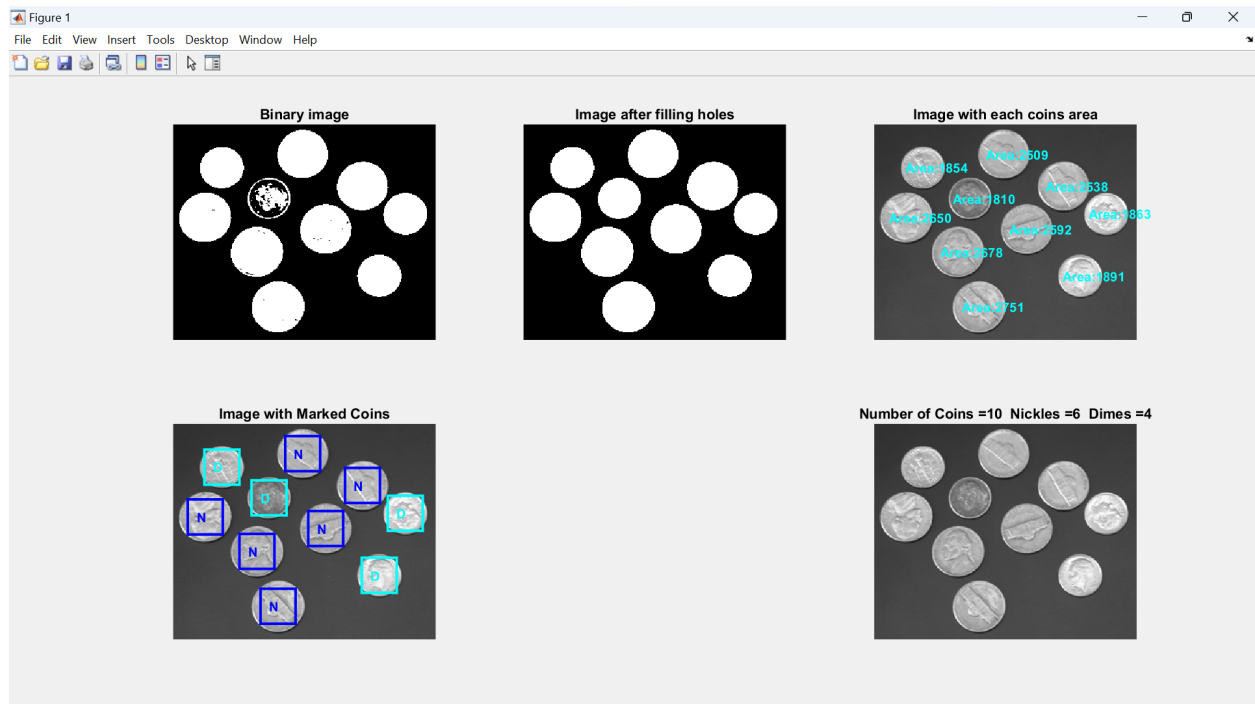 Figure 1
File Edit View Insert Tools Desktop Window Help
Binary image
Image after filling holes
Image with each coins area
Area:2509
Area:1854
Area:2538
Area:1810
Area:1863
Area:2650
Area:2592
Area:2678
Area:1891
Area:2751
Image with Marked Coins
N
D
N
D
D
N
N
N
D
N
Number of Coins =10 Nickles =6 Dimes =4